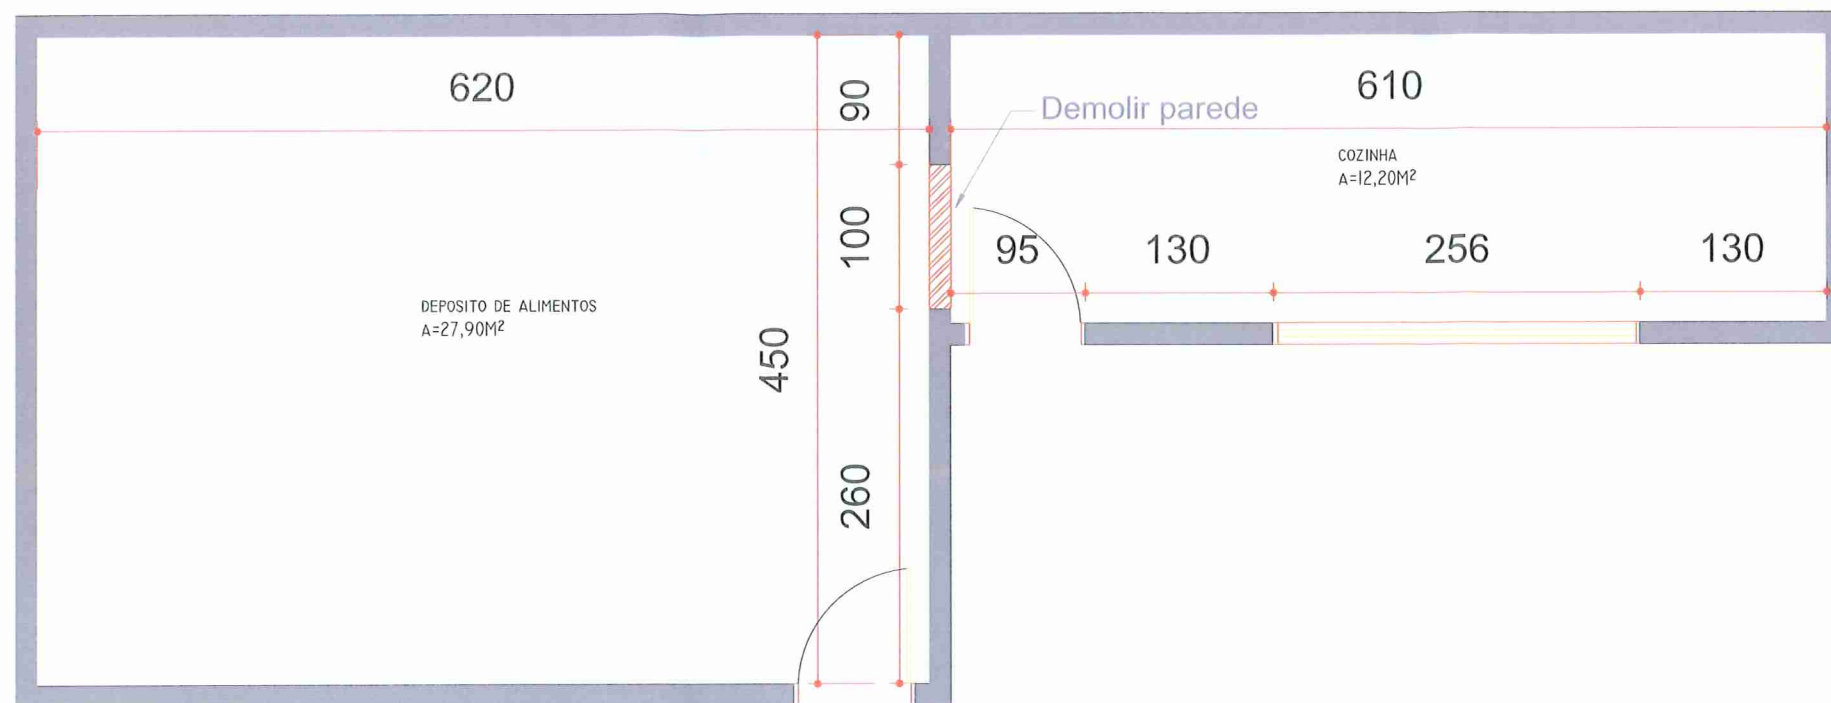 620
90
610
Demolir parede
COZINHA
A=12,20M²
100
95
130
256
130
DEPOSITO DE ALIMENTOS
A=27,90M²
450
260